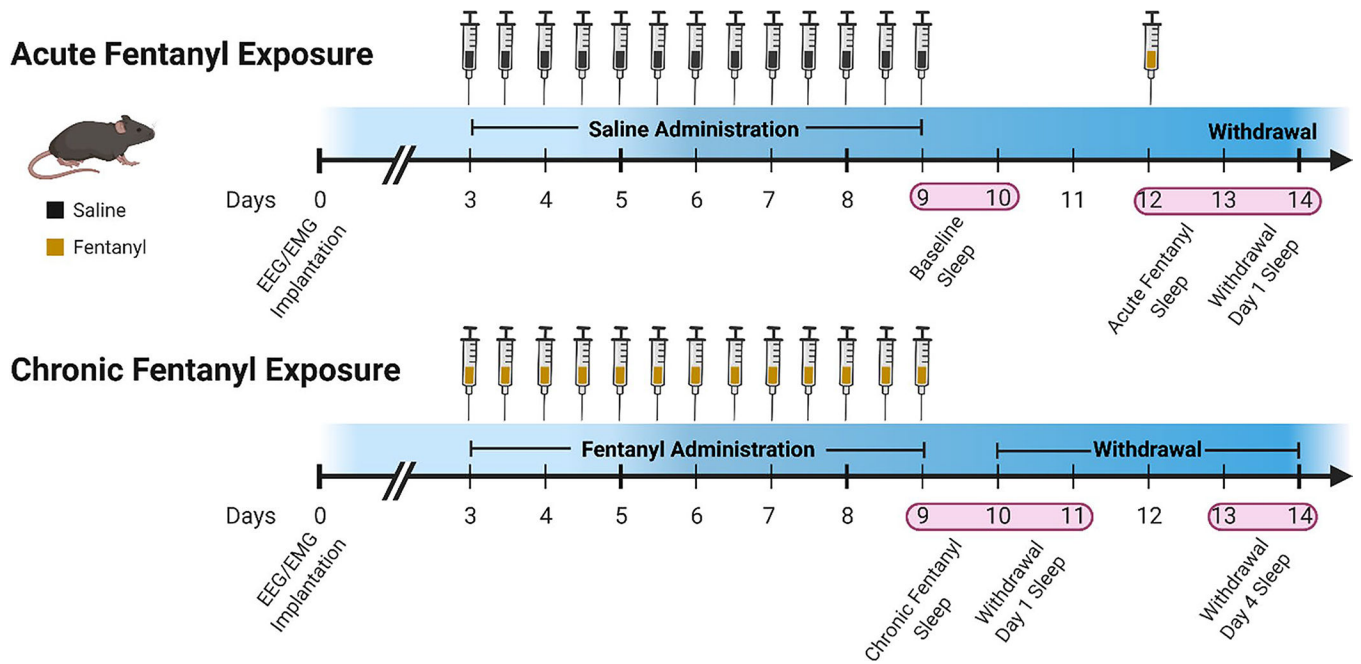 Acute Fentanyl Exposure
Saline Administration
Withdrawal
Saline
Fentanyl
Days 0 3 4 5 6 7 8 9 10 11 12 13 14
EEG/EMG
Implantation
Baseline
Sleep
Acute Fentanyl
Sleep
Withdrawal
Day 1 Sleep
Chronic Fentanyl Exposure
Fentanyl Administration
Withdrawal
Days 0 3 4 5 6 7 8 9 10 11 12 13 14
EEG/EMG
Implantation
Chronic Fentanyl
Sleep
Withdrawal
Day 1 Sleep
Withdrawal
Day 4 Sleep